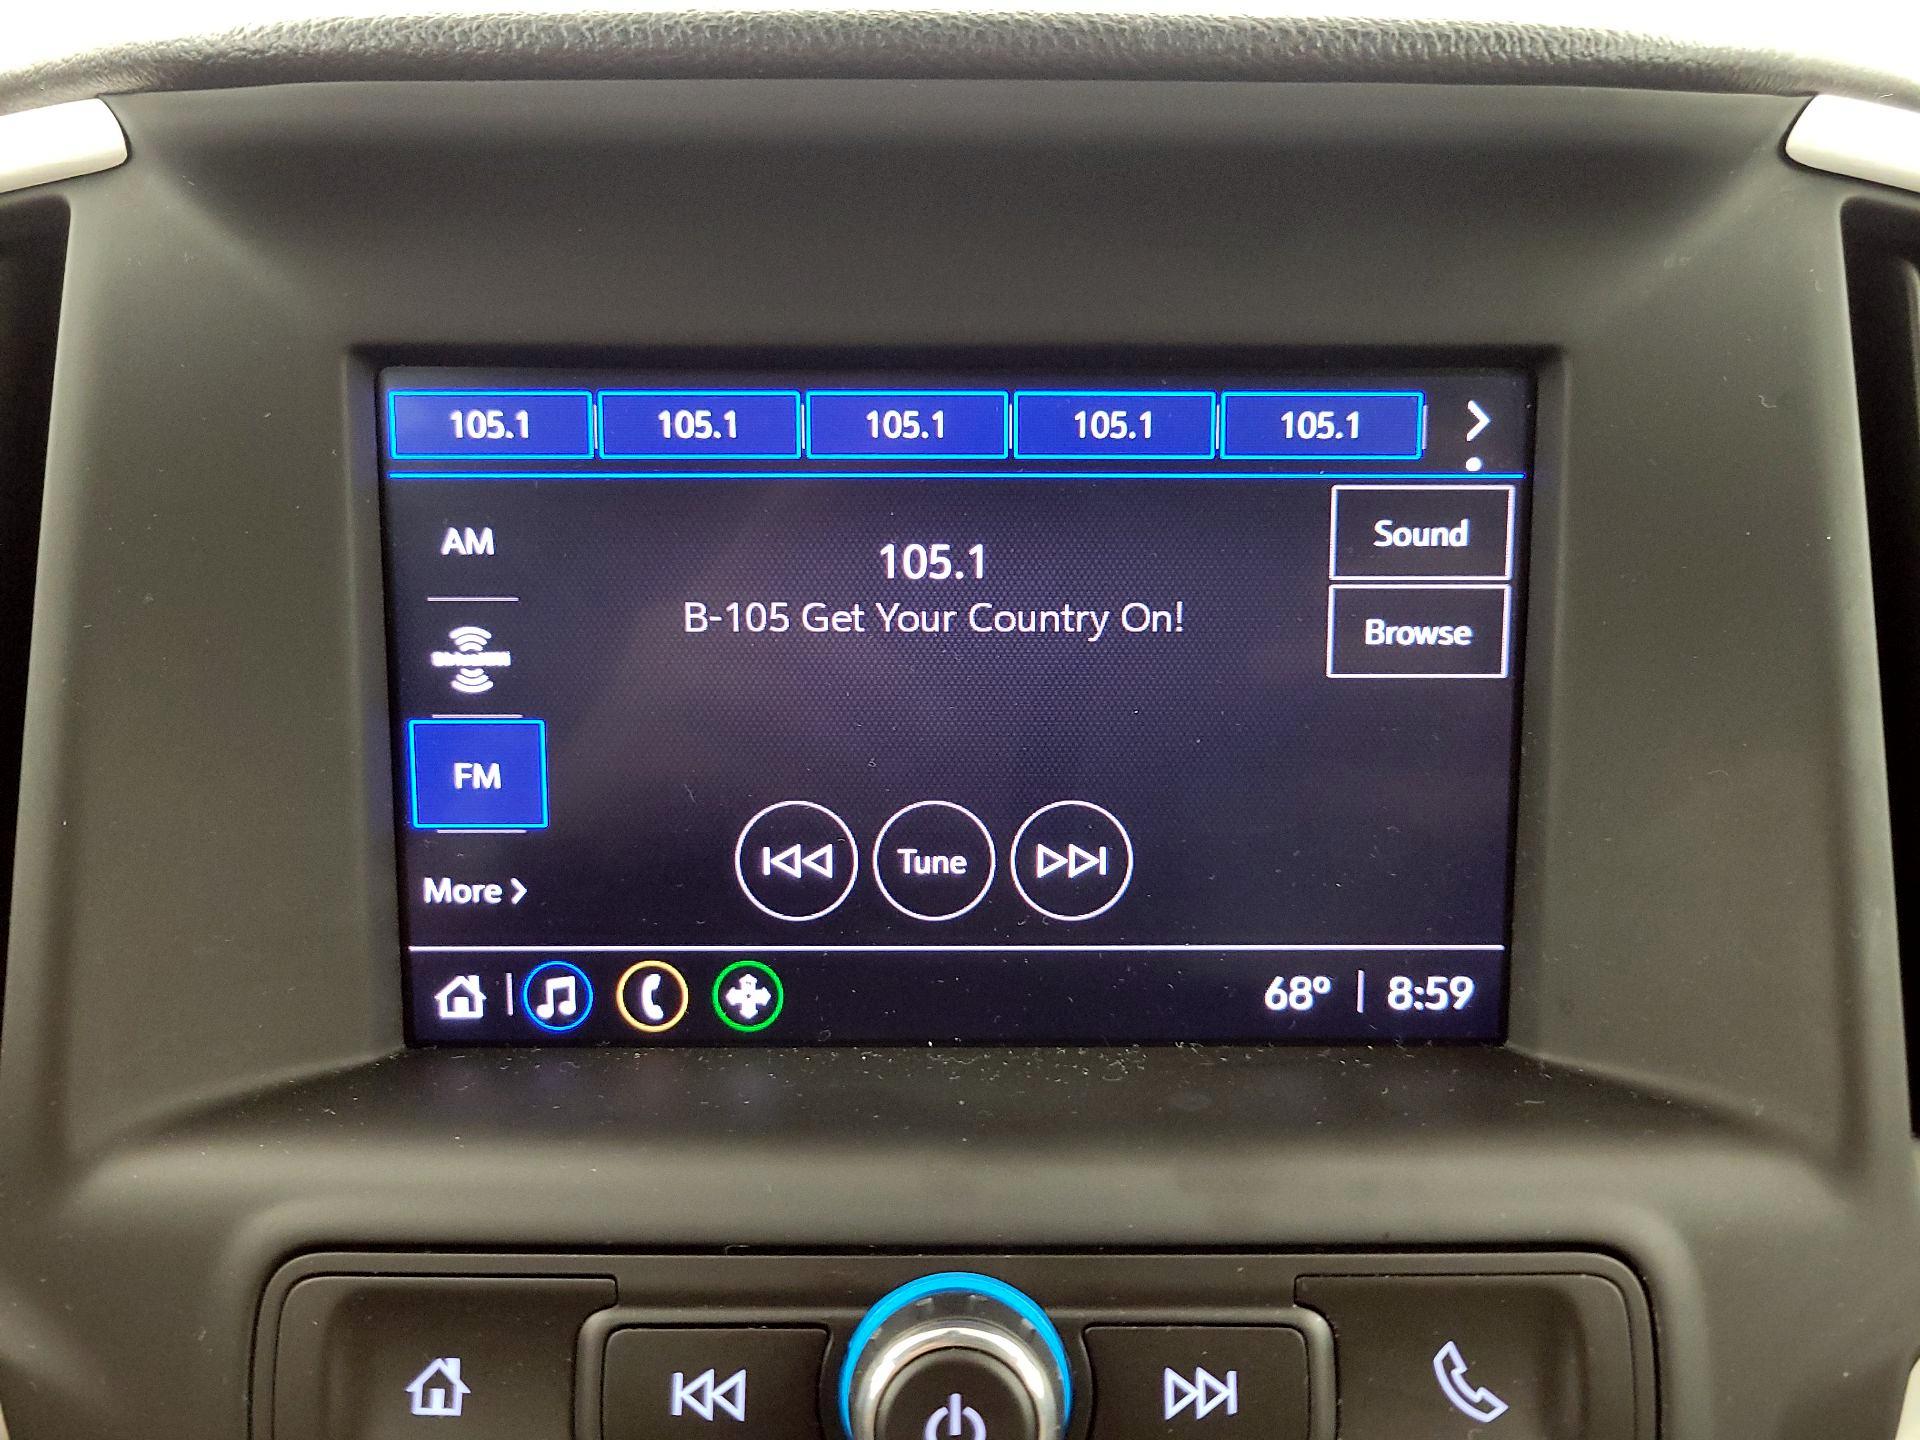 105.1 105.1 105.1 105.1 105.1
AM
105.1
Sound
B-105 Get Your Country On!
Browse
FM
Tune
More
68° | 8:59